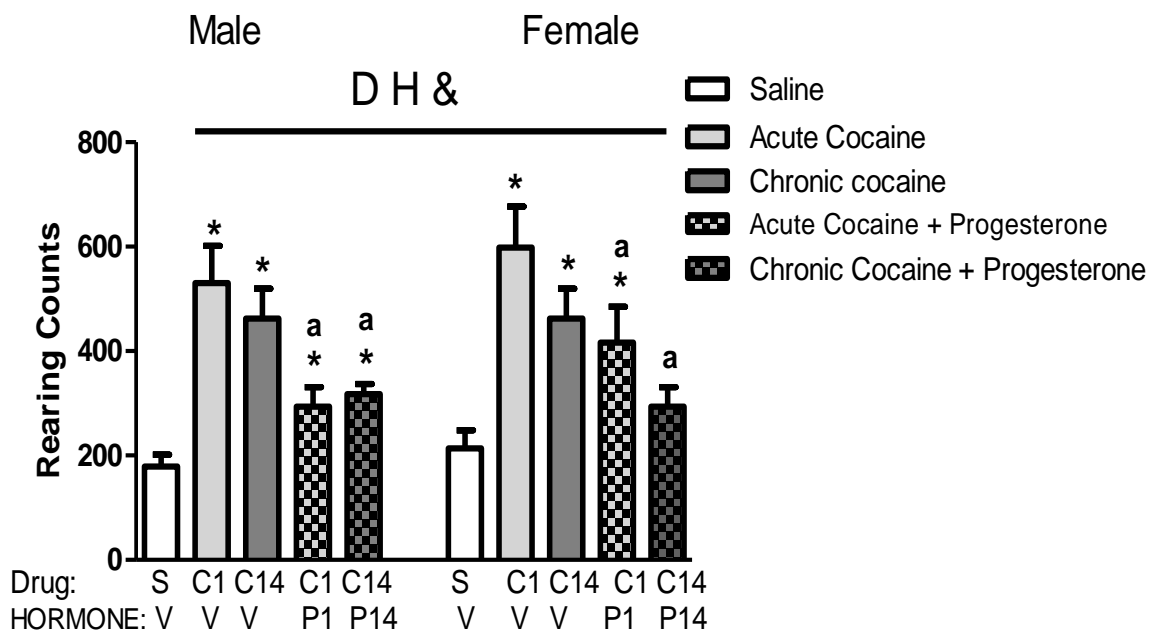 Male Female
D H &
Saline
Acute Cocaine
Chronic cocaine
Acute Cocaine + Progesterone
Chronic Cocaine + Progesterone
Rearing Counts
800
600
400
200
0
* * a * a *
* * a * a
Drug: S C1 C14 C1 C14 S C1 C14 C1 C14
HORMONE: V V V P1 P14 V V V P1 P14